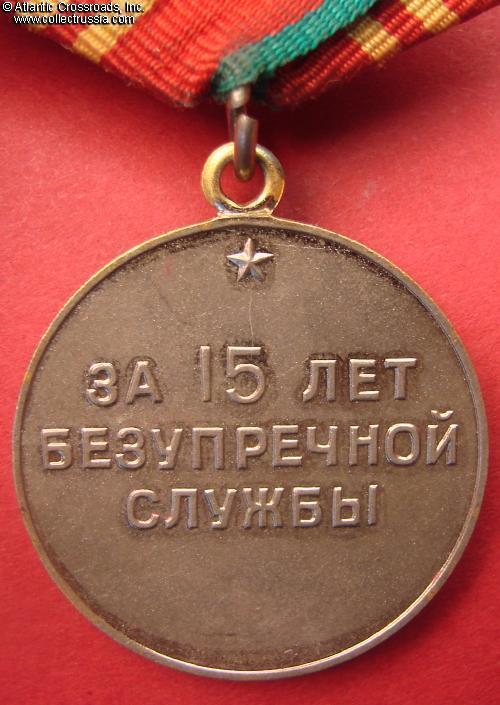 © Atlantic Crossroads, Inc.
www.collectrussia.com
ЗА 15 ЛЕТ
БЕЗУПРЕЧНОЙ
СЛУЖБЫ